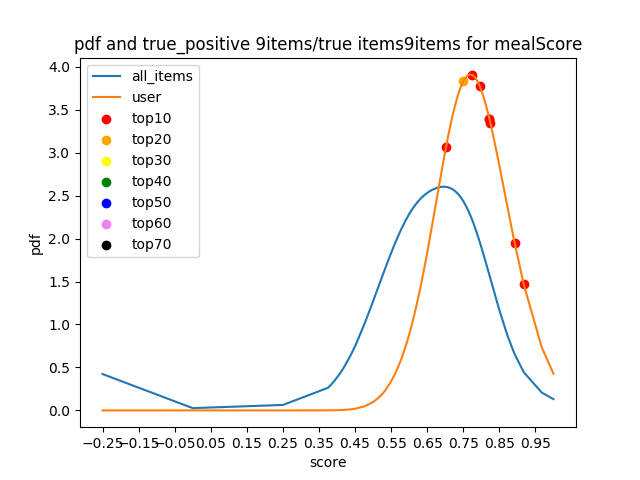 pdf and true_positive 9items/true items9items for mealScore
all_items
user
top10
top20
top30
top40
top50
top60
top70
pdf
4.0
3.5
3.0
2.5
2.0
1.5
1.0
0.5
0.0
−0.25 −0.15 −0.05 0.05 0.15 0.25 0.35 0.45 0.55 0.65 0.75 0.85 0.95
score